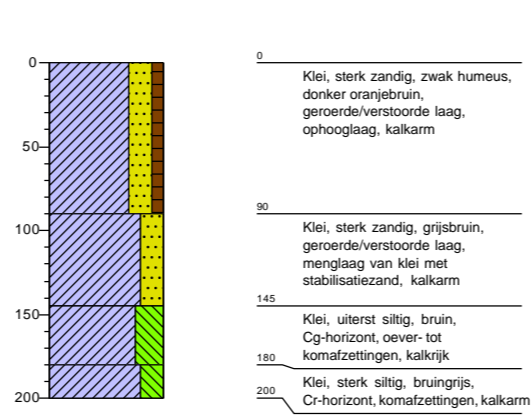 0
50
100
150
200
0
Klei, sterk zandig, zwak humeus,
donker oranjebruin,
geroerde/verstoorde laag,
ophooglaag, kalkarm
90
Klei, sterk zandig, grijsbruin,
geroerde/verstoorde laag,
menglaag van klei met
stabilisatiezand, kalkarm
145
Klei, uiterst siltig, bruin,
Cg-horizont, oever- tot
komafzettingen, kalkrijk
180
Klei, sterk siltig, bruingrijs,
Cr-horizont, komafzettingen, kalkarm
200